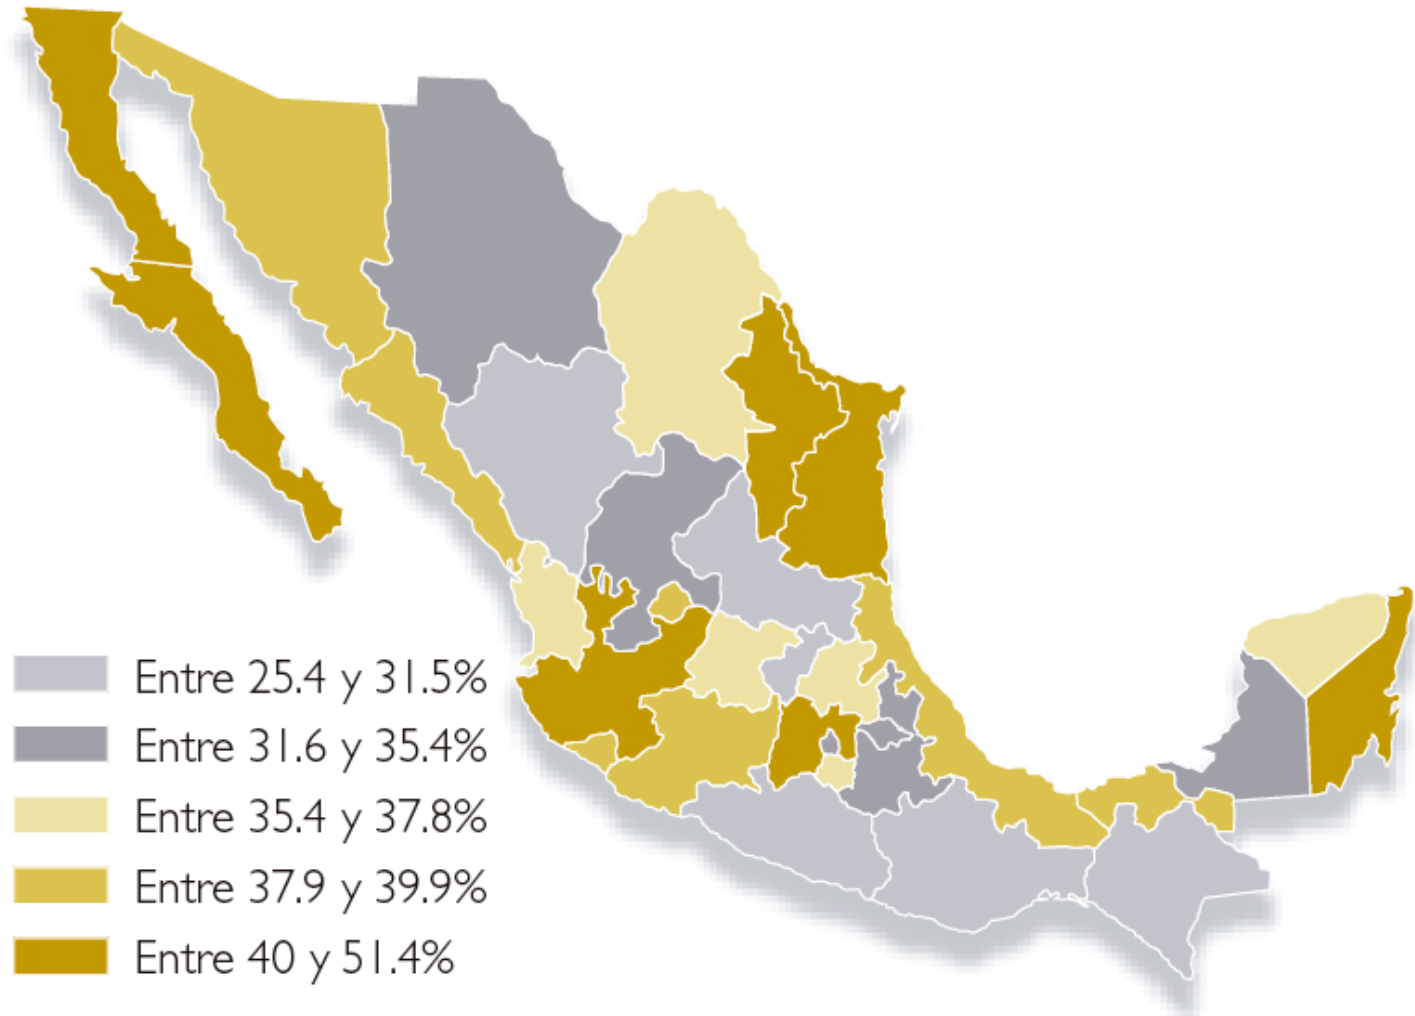 Entre 25.4 y 31.5%
Entre 31.6 y 35.4%
Entre 35.4 y 37.8%
Entre 37.9 y 39.9%
Entre 40 y 51.4%